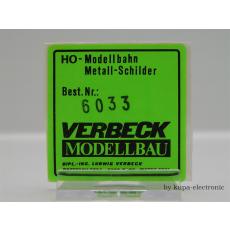 HO-Modellbahn
Metall-Schilder
Best.Nr.:
6033
VERBECK
MODELLBAU
DIPL.-ING. LUDWIG VERBECK
by kupa-electronic